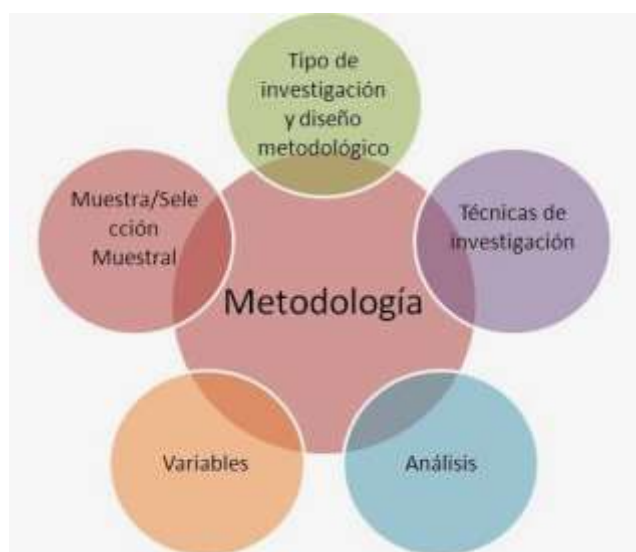 Tipo de
investigación
y diseño
metodológico
Muestra/Sele
cción
Muestral
Técnicas de
investigación
Metodología
Variables
Análisis